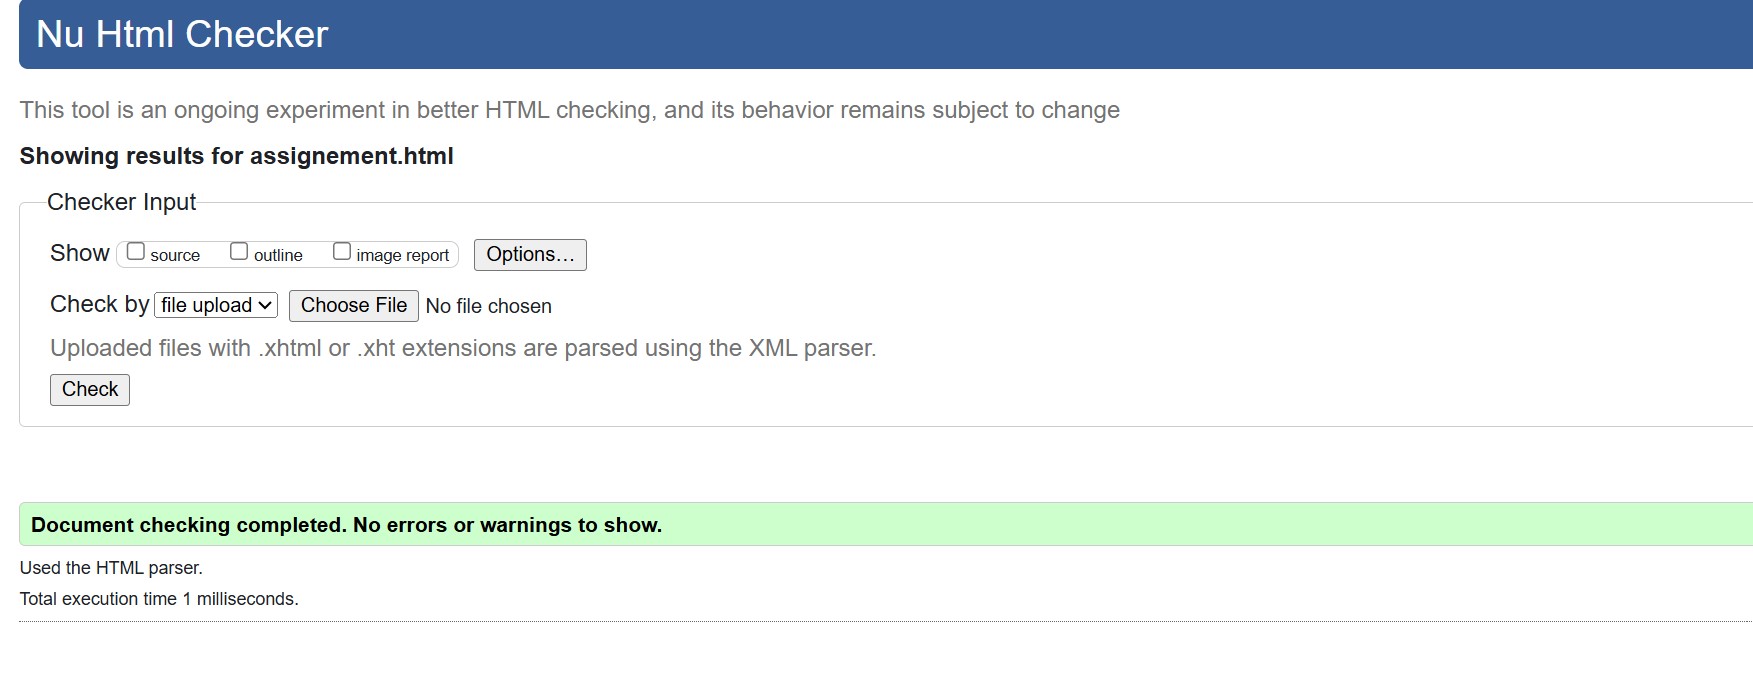 Nu Html Checker
This tool is an ongoing experiment in better HTML checking, and its behavior remains subject to change
Showing results for assignement.html
Checker Input
Show source outline image report Options...
Check by file upload Choose File No file chosen
Uploaded files with .xhtml or .xht extensions are parsed using the XML parser.
Check
Document checking completed. No errors or warnings to show.
Used the HTML parser.
Total execution time 1 milliseconds.